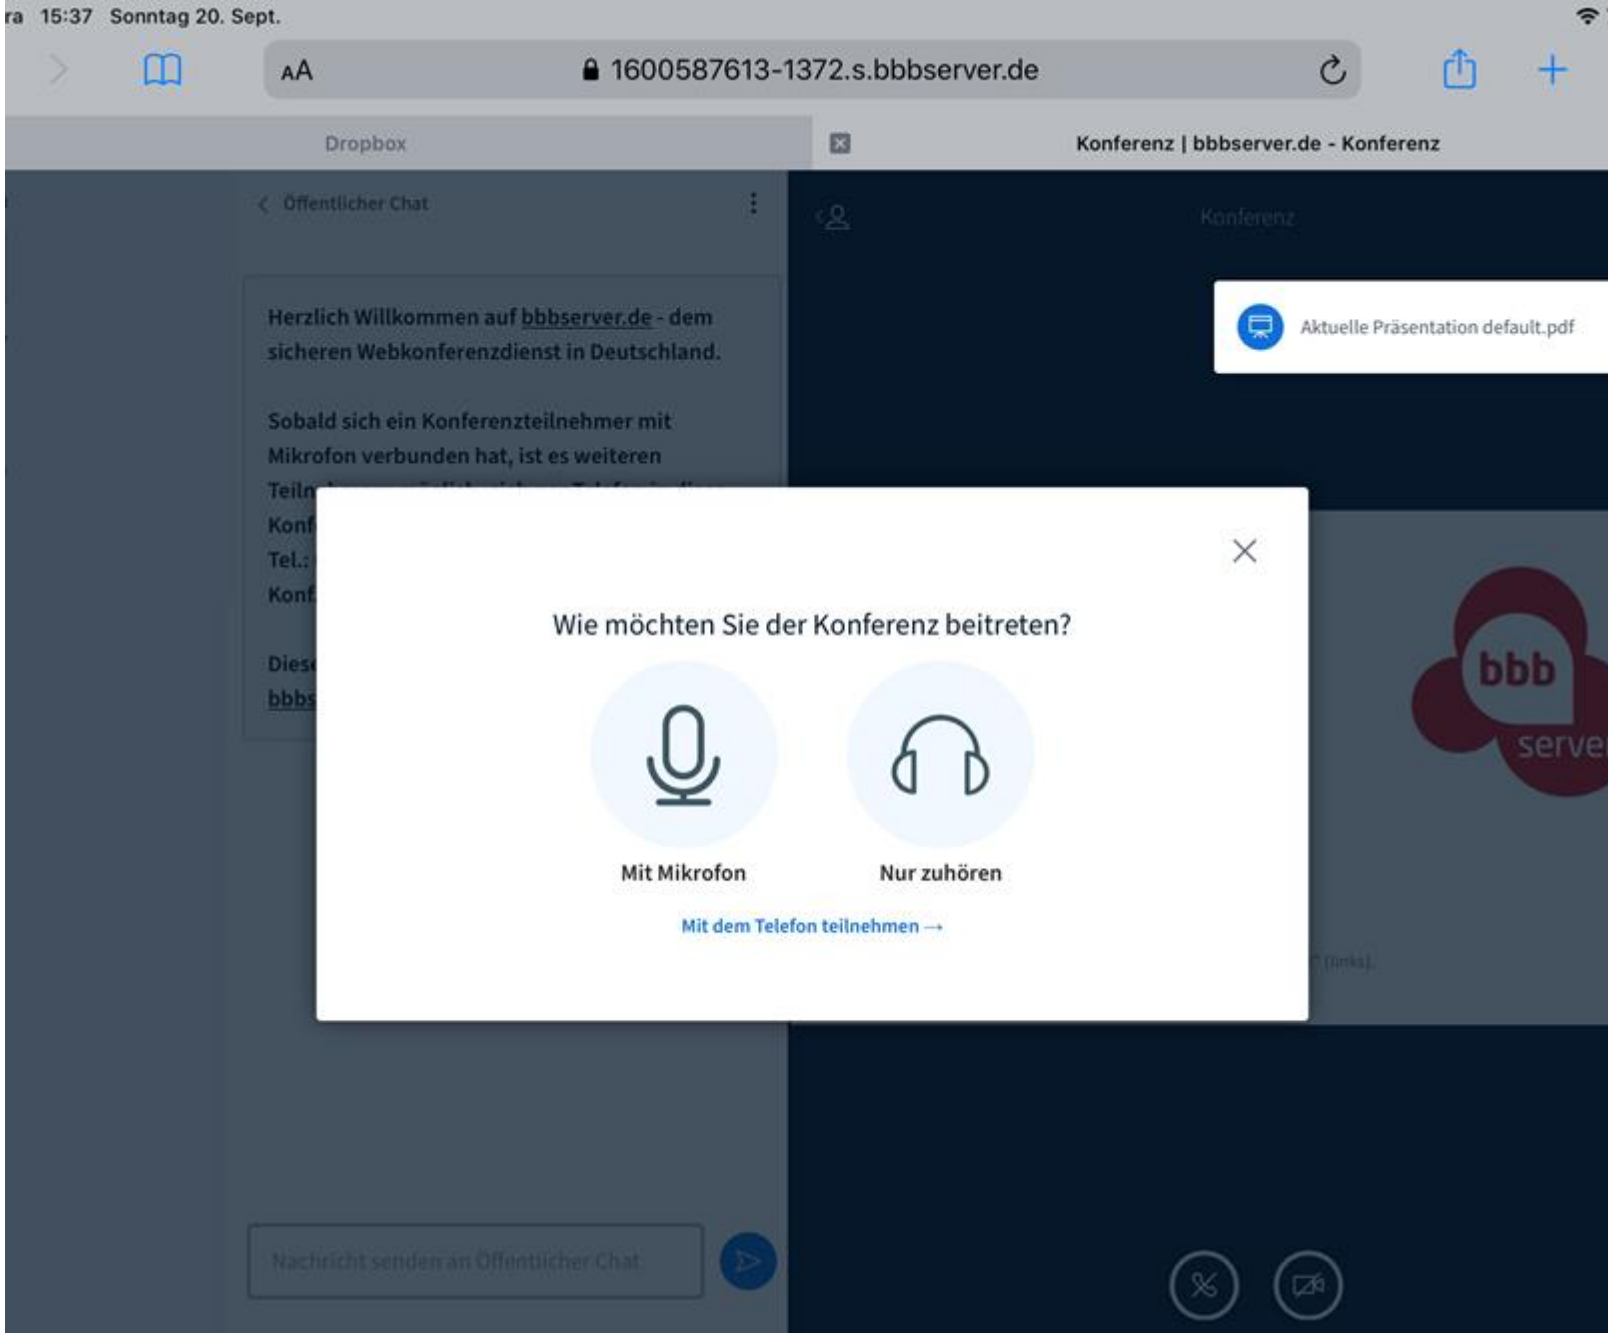 15:37 Sonntag 20. Sept.
AA
1600587613-1372.s.bbbserver.de
Dropbox
Konferenz | bbbserver.de - Konferenz
Öffentlicher Chat
Konferenz
Aktuelle Präsentation default.pdf
Herzlich Willkommen auf bbbserver.de - dem
sicheren Webkonferenzdienst in Deutschland.
Sobald sich ein Konferenzteilnehmer mit
Mikrofon verbunden hat, ist es weiteren
Tel.:
Wie möchten Sie der Konferenz beitreten?
Mit Mikrofon
Nur zuhören
Mit dem Telefon teilnehmen →
bbb
(links).
Nachricht senden an Öffentlicher Chat